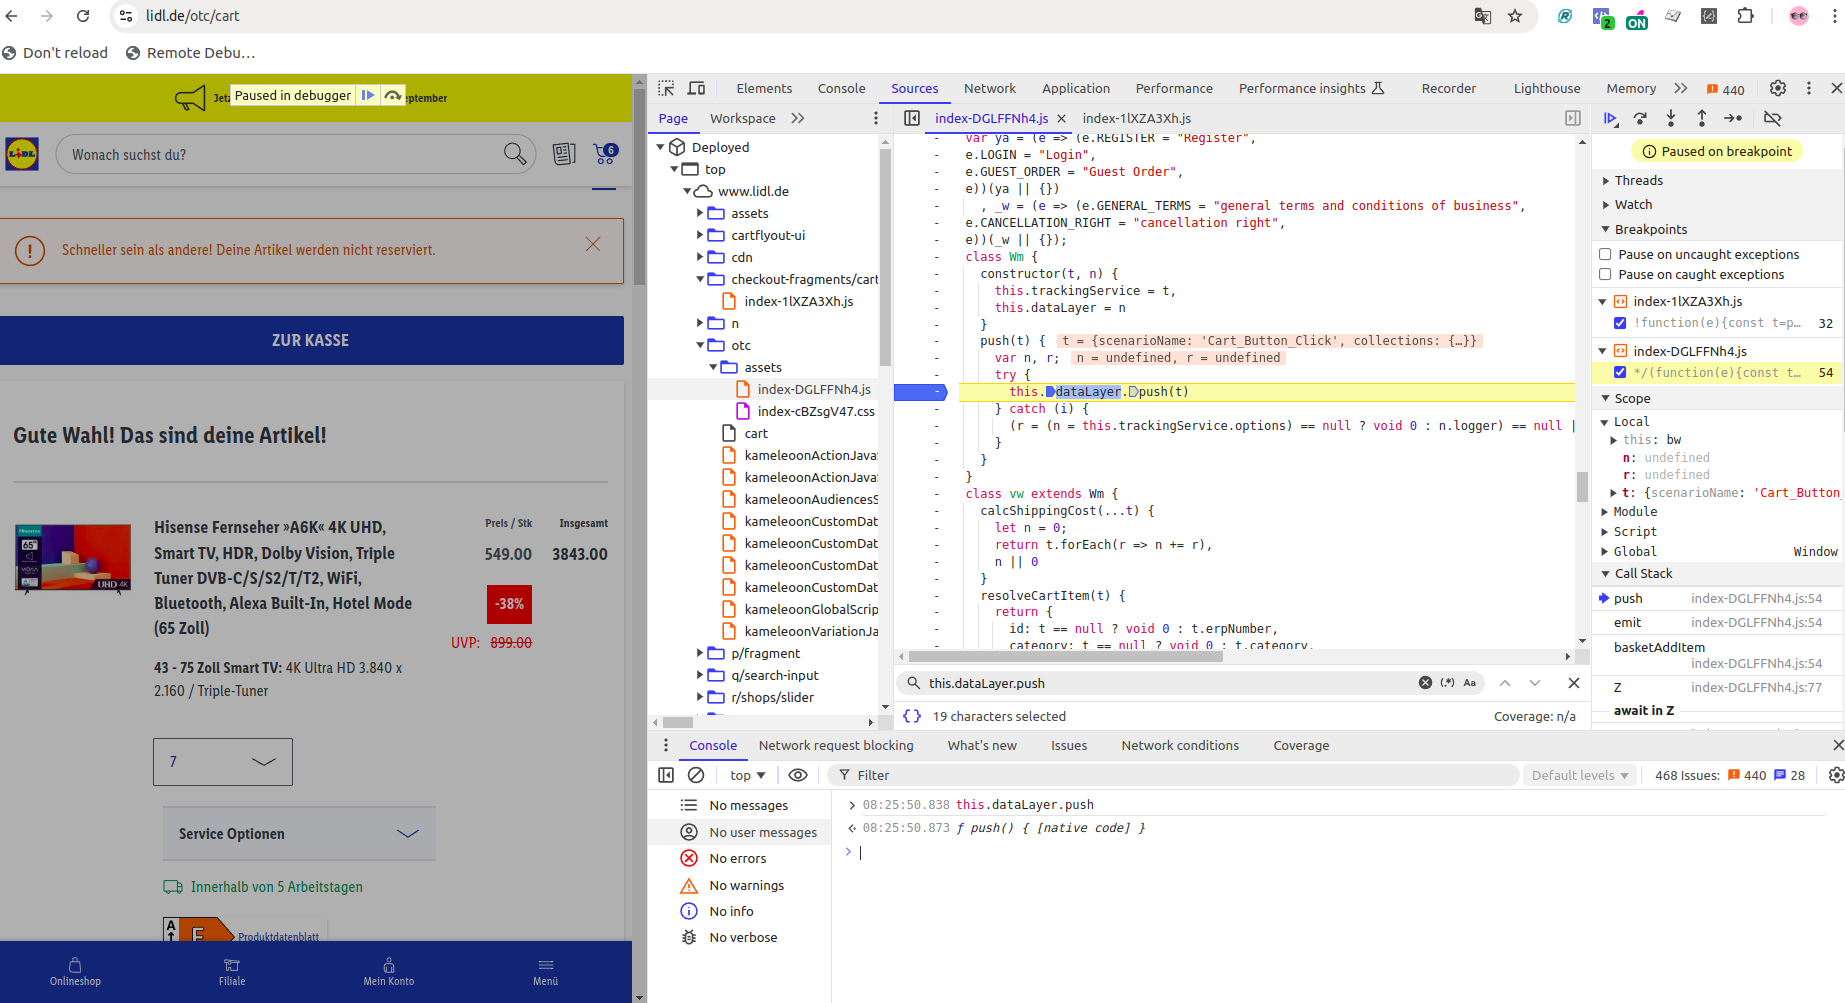 lidl.de/otc/cart
2
ON
Don't reload
Remote Debu…
Paused in debugger
Jetz
eptember
LIDL
Wonach suchst du?
6
Schneller sein als andere! Deine Artikel werden nicht reserviert.
ZUR KASSE
Gute Wahl! Das sind deine Artikel!
Preis / Stk
Insgesamt
Hisense Fernseher »A6K« 4K UHD,
Smart TV, HDR, Dolby Vision, Triple
Tuner DVB-C/S/S2/T/T2, WiFi,
Bluetooth, Alexa Built-In, Hotel Mode
(65 Zoll)
549.00
3843.00
-38%
UVP: 899.00
Hisense
65"
VIDAA
UHD 4K
43 - 75 Zoll Smart TV: 4K Ultra HD 3.840 x
2.160 / Triple-Tuner
7
Service Optionen
Innerhalb von 5 Arbeitstagen
A
E
Produktdatenblatt
Onlineshop
Filiale
Mein Konto
Menü
Elements
Console
Sources
Network
Application
Performance
Performance insights
Recorder
Lighthouse
Memory
440
Page
Workspace
Deployed
top
www.lidl.de
assets
cartflyout-ui
cdn
checkout-fragments/cart
index-1lXZA3Xh.js
n
otc
assets
index-DGLFFNh4.js
index-cBZsgV47.css
cart
kameleoonActionJava
kameleoonActionJava
kameleoonAudiencesS
kameleoonCustomDat
kameleoonCustomDat
kameleoonCustomDat
kameleoonCustomDat
kameleoonGlobalScrip
kameleoonVariationJa
p/fragment
q/search-input
r/shops/slider
index-DGLFFNh4.js
index-1lXZA3Xh.js
- var ya = (e => (e.REGISTER = "Register",
- e.LOGIN = "Login",
- e.GUEST_ORDER = "Guest Order",
- e))(ya || {})
- , _w = (e => (e.GENERAL_TERMS = "general terms and conditions of business",
- e.CANCELLATION_RIGHT = "cancellation right",
- e))(_w || {});
- class Wm {
- constructor(t, n) {
- this.trackingService = t,
- this.dataLayer = n
- }
- push(t) { t = {scenarioName: 'Cart_Button_Click', collections: {…}}
- var n, r; n = undefined, r = undefined
- try {
- this.dataLayer.push(t)
- } catch (i) {
- (r = (n = this.trackingService.options) == null ? void 0 : n.logger) == null |
- }
- }
- }
- class vw extends Wm {
- calcShippingCost(...t) {
- let n = 0;
- return t.forEach(r => n += r),
- n || 0
- }
- resolveCartItem(t) {
- return {
- id: t == null ? void 0 : t.erpNumber,
- category: t == null ? void 0 : t.category,
this.dataLayer.push
(.*)
Aa
{}
19 characters selected
Coverage: n/a
Paused on breakpoint
Threads
Watch
Breakpoints
Pause on uncaught exceptions
Pause on caught exceptions
index-1lXZA3Xh.js
!function(e){const t=p…
32
index-DGLFFNh4.js
*/(function(e){const t…
54
Scope
Local
this: bw
n: undefined
r: undefined
t: {scenarioName: 'Cart_Button_
Module
Script
Global
Window
Call Stack
push
index-DGLFFNh4.js:54
emit
index-DGLFFNh4.js:54
basketAddItem
index-DGLFFNh4.js:54
Z
index-DGLFFNh4.js:77
await in Z
Console
Network request blocking
What's new
Issues
Network conditions
Coverage
top
Filter
Default levels
468 Issues:
440
28
No messages
No user messages
No errors
No warnings
No info
No verbose
08:25:50.838 this.dataLayer.push
08:25:50.873 ƒ push() { [native code] }